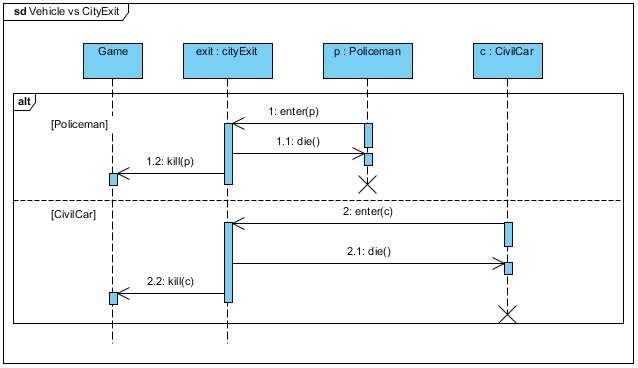 sd Vehicle vs CityExit
Game
exit : cityExit
p : Policeman
c : CivilCar
alt
[Policeman]
1: enter(p)
1.1: die()
1.2: kill(p)
[CivilCar]
2: enter(c)
2.1: die()
2.2: kill(c)